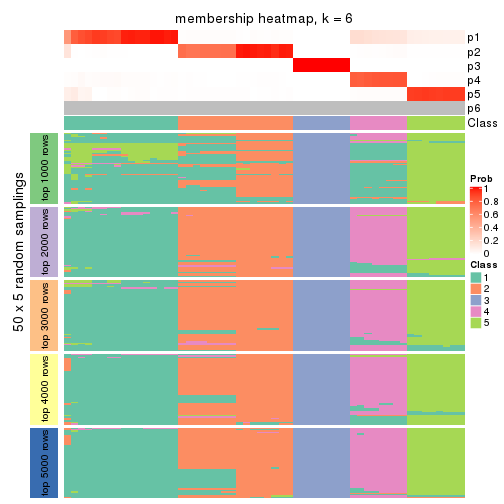 membership heatmap, k = 6
p1
p2
p3
p4
p5
p6
Class
50 x 5 random samplings
top 1000 rows
top 2000 rows
top 3000 rows
top 4000 rows
top 5000 rows
Prob
1
0.8
0.6
0.4
0.2
0
Class
1
2
3
4
5